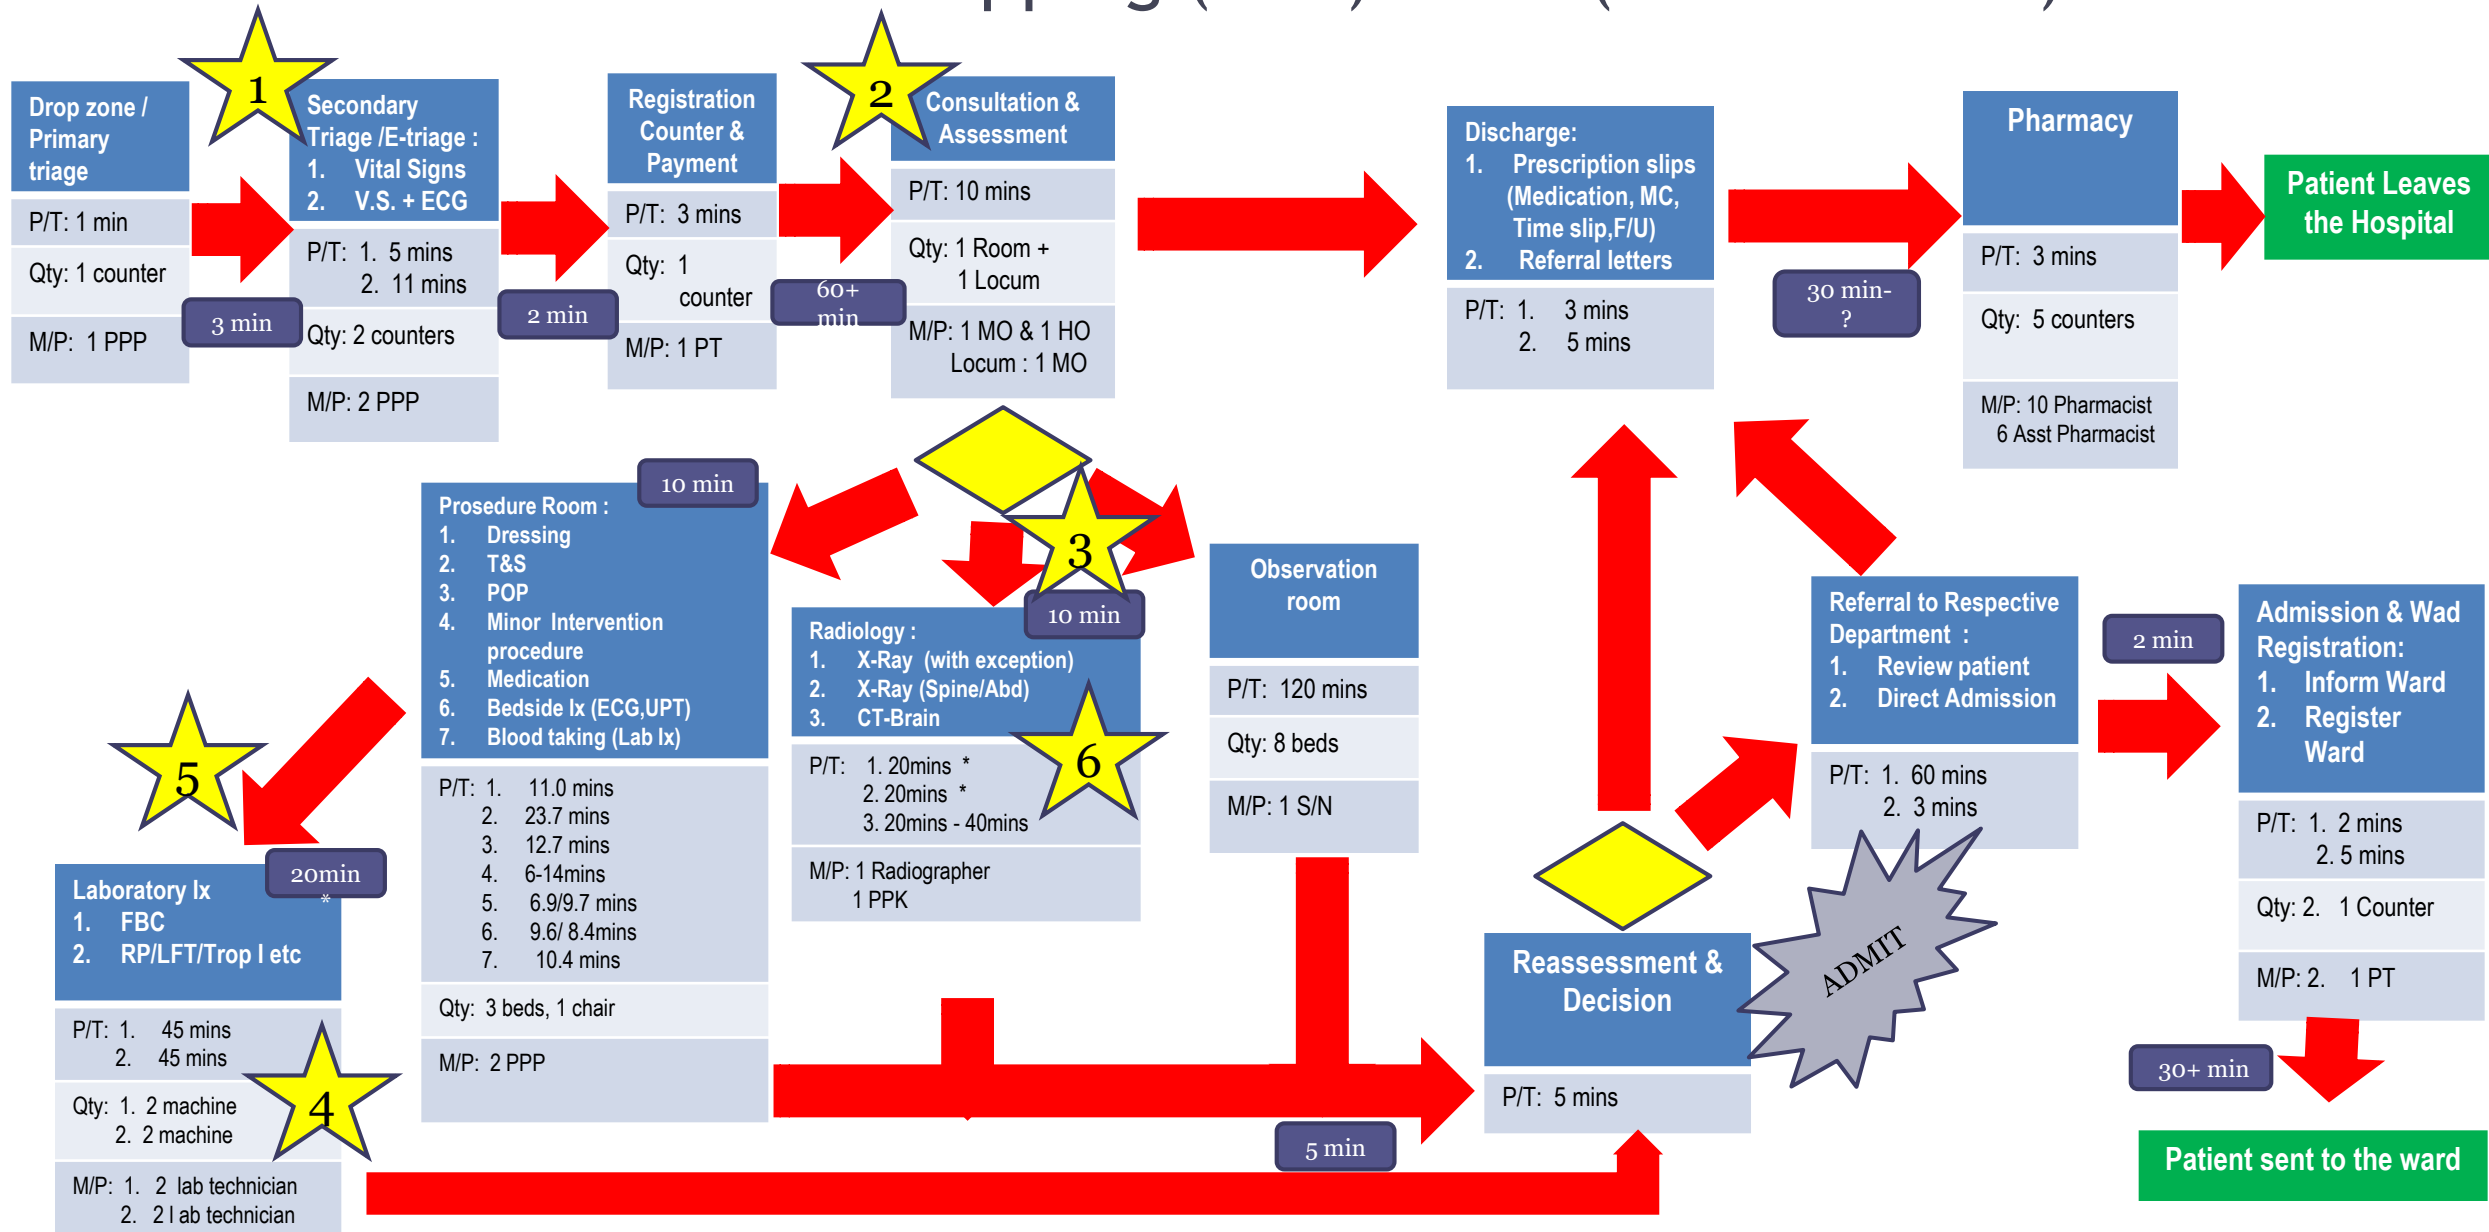 pping (
)
(
)
1
2
Drop zone /
Primary
triage
P/T: 1 min
Qty: 1 counter
M/P: 1 PPP
3 min
Secondary
Triage /E-triage :
1. Vital Signs
2. V.S. + ECG
P/T: 1. 5 mins
2. 11 mins
Qty: 2 counters
M/P: 2 PPP
2 min
Registration
Counter &
Payment
P/T: 3 mins
Qty: 1
counter
M/P: 1 PT
60+
min
Consultation &
Assessment
P/T: 10 mins
Qty: 1 Room +
1 Locum
M/P: 1 MO & 1 HO
Locum : 1 MO
Discharge:
1. Prescription slips
(Medication, MC,
Time slip,F/U)
2. Referral letters
P/T: 1. 3 mins
2. 5 mins
30 min-
?
Pharmacy
P/T: 3 mins
Qty: 5 counters
M/P: 10 Pharmacist
6 Asst Pharmacist
Patient Leaves
the Hospital
10 min
Prosedure Room :
1. Dressing
2. T&S
3. POP
4. Minor Intervention
procedure
5. Medication
6. Bedside Ix (ECG,UPT)
7. Blood taking (Lab Ix)
P/T: 1. 11.0 mins
2. 23.7 mins
3. 12.7 mins
4. 6-14mins
5. 6.9/9.7 mins
6. 9.6/ 8.4mins
7. 10.4 mins
Qty: 3 beds, 1 chair
M/P: 2 PPP
3
10 min
Radiology :
1. X-Ray (with exception)
2. X-Ray (Spine/Abd)
3. CT-Brain
P/T: 1. 20mins *
2. 20mins *
3. 20mins - 40mins
M/P: 1 Radiographer
1 PPK
6
Observation
room
P/T: 120 mins
Qty: 8 beds
M/P: 1 S/N
5
20min
*
Laboratory Ix
1. FBC
2. RP/LFT/Trop I etc
P/T: 1. 45 mins
2. 45 mins
Qty: 1. 2 machine
2. 2 machine
M/P: 1. 2 lab technician
2. 2 l ab technician
4
5 min
Reassessment &
Decision
P/T: 5 mins
ADMIT
Referral to Respective
Department :
1. Review patient
2. Direct Admission
P/T: 1. 60 mins
2. 3 mins
2 min
Admission & Wad
Registration:
1. Inform Ward
2. Register
Ward
P/T: 1. 2 mins
2. 5 mins
Qty: 2. 1 Counter
M/P: 2. 1 PT
30+ min
Patient sent to the ward